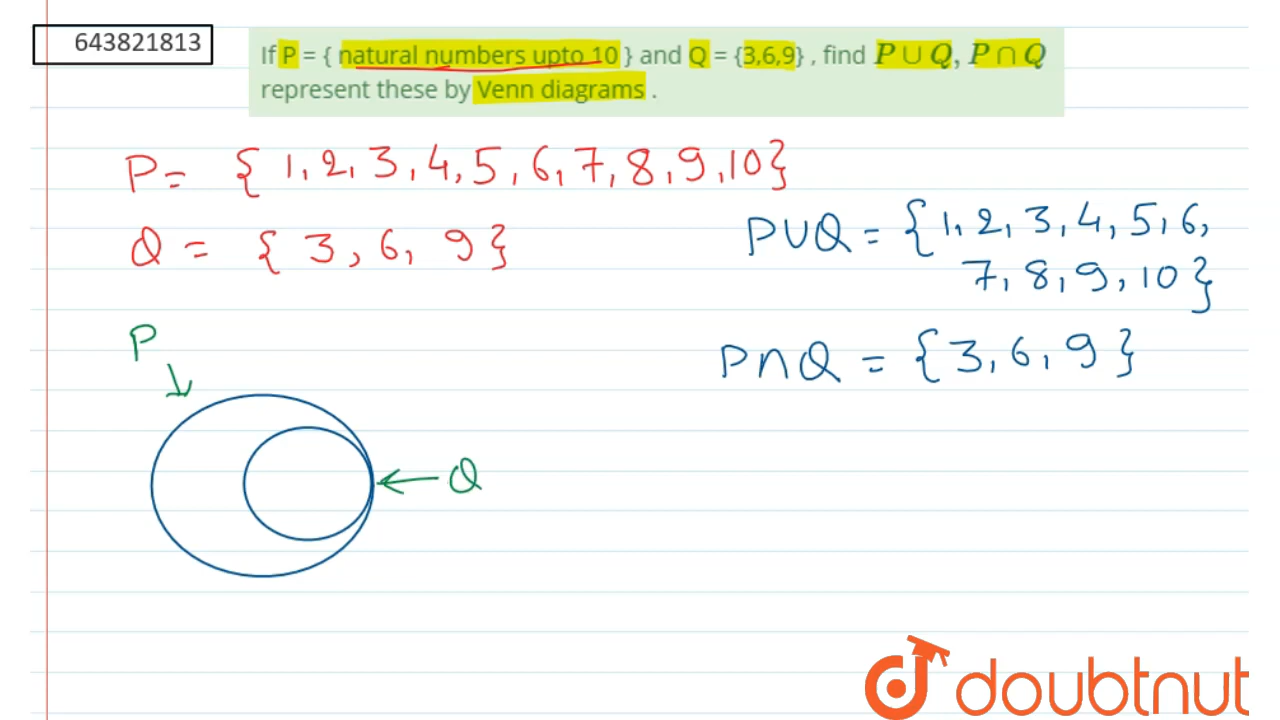 643821813
If P = { natural numbers upto 10 } and Q = {3,6,9} , find P ∪ Q, P ∩ Q
represent these by Venn diagrams .
P = { 1, 2, 3, 4, 5, 6, 7, 8, 9, 10}
Q = { 3, 6, 9}
P∪Q = {1, 2, 3, 4, 5, 6,
7, 8, 9, 10}
P∩Q = {3, 6, 9}
P
Q
doubtnut